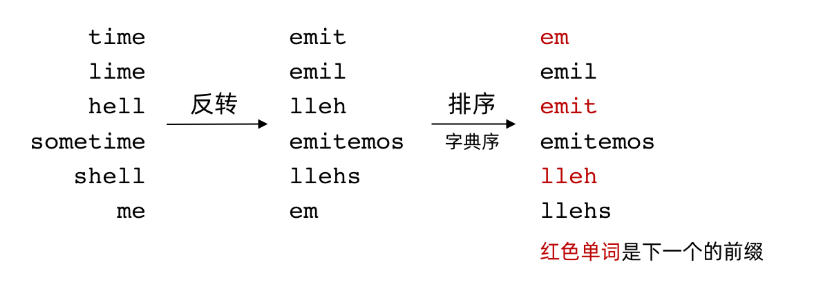 time emit em
lime emil emil
hell 反转 lleh 排序 emit
sometime emitemos 字典序 emitemos
shell llehs lleh
me em llehs
红色单词是下一个的前缀